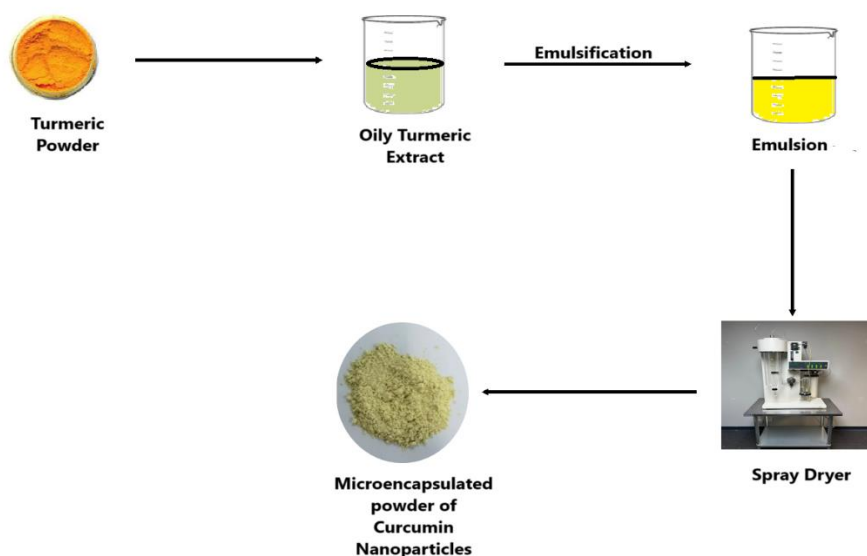 Turmeric
Powder
Oily Turmeric
Extract
Emulsification
Emulsion
Spray Dryer
Microencapsulated
powder of
Curcumin
Nanoparticles